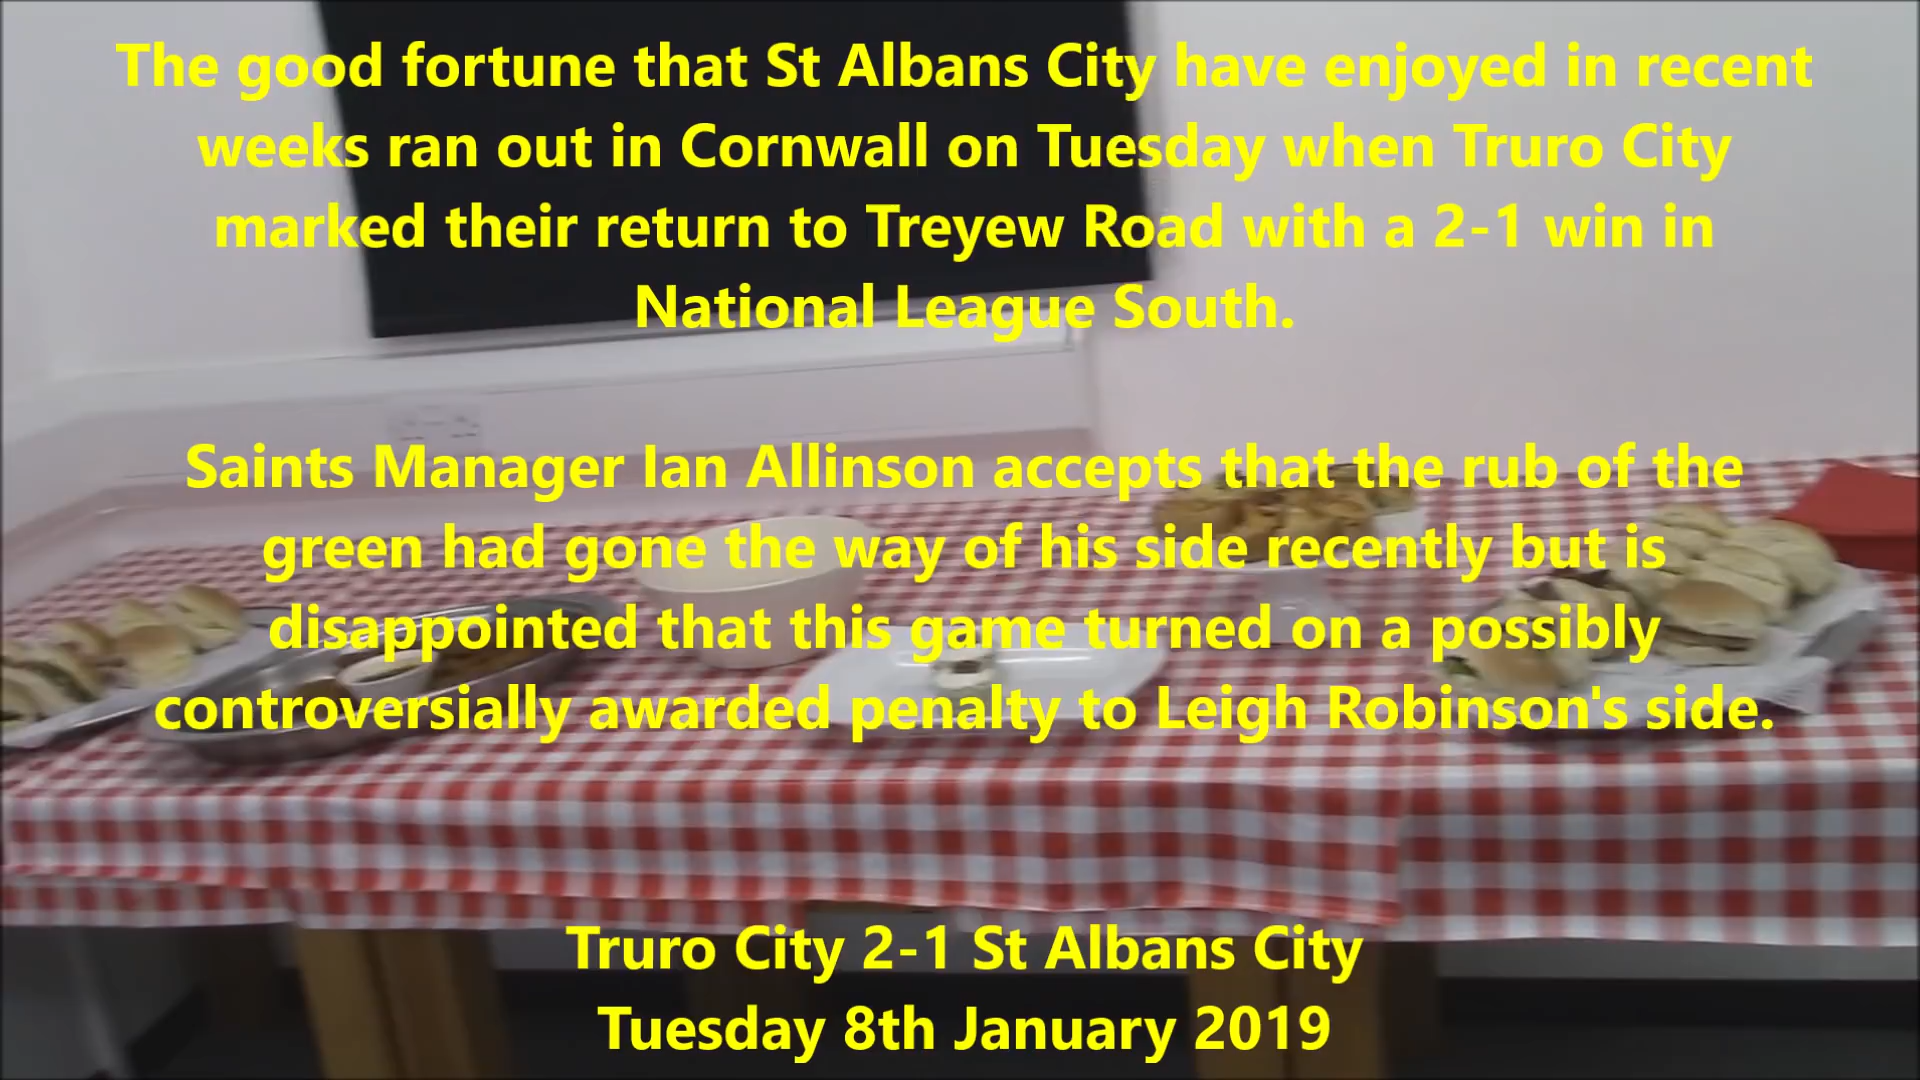 The good fortune that St Albans City have enjoyed in recent
weeks ran out in Cornwall on Tuesday when Truro City
marked their return to Treyew Road with a 2-1 win in
National League South.
Saints Manager Ian Allinson accepts that the rub of the
green had gone the way of his side recently but is
disappointed that this game turned on a possibly
controversially awarded penalty to Leigh Robinson's side.
Truro City 2-1 St Albans City
Tuesday 8th January 2019